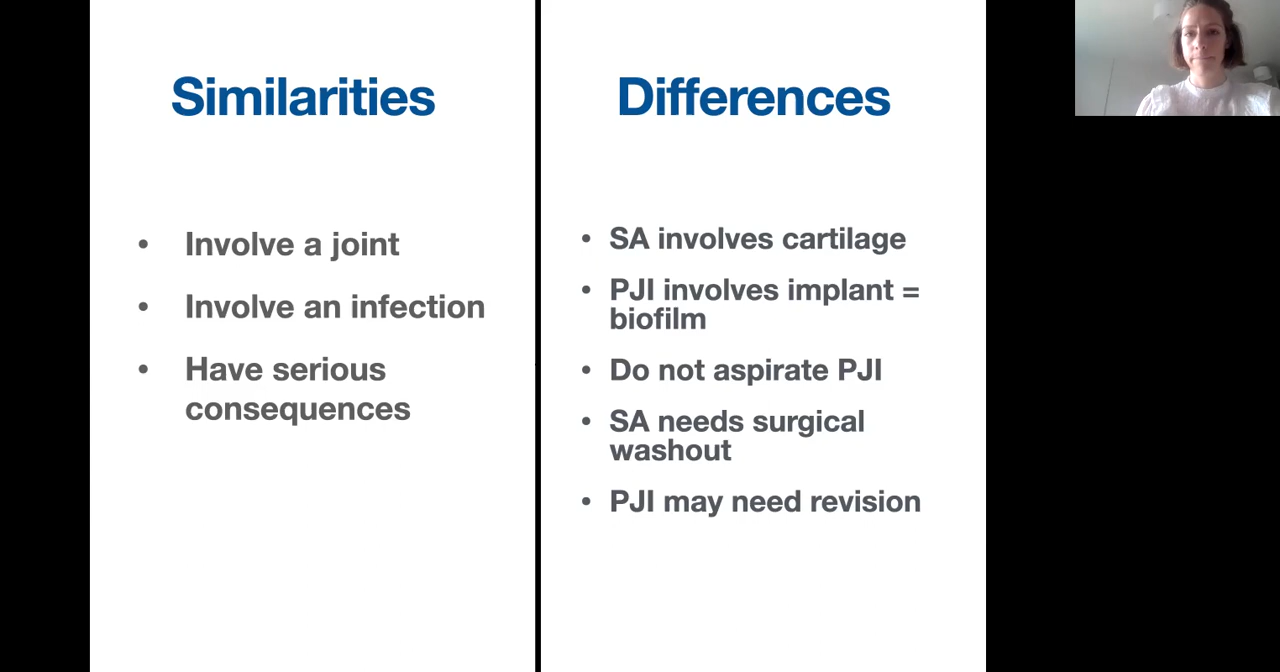 Similarities
• Involve a joint
• Involve an infection
• Have serious
consequences
Differences
• SA involves cartilage
• PJI involves implant =
biofilm
• Do not aspirate PJI
• SA needs surgical
washout
• PJI may need revision